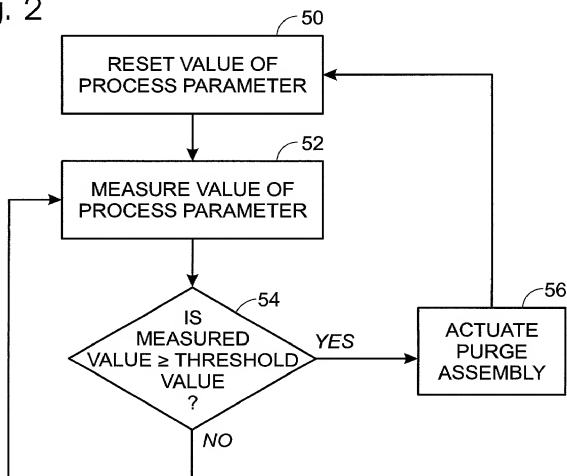 g. 2
50
RESET VALUE OF
PROCESS PARAMETER
52
MEASURE VALUE OF
PROCESS PARAMETER
54
IS
MEASURED
VALUE ≥ THRESHOLD
VALUE
?
YES
56
ACTUATE
PURGE
ASSEMBLY
NO